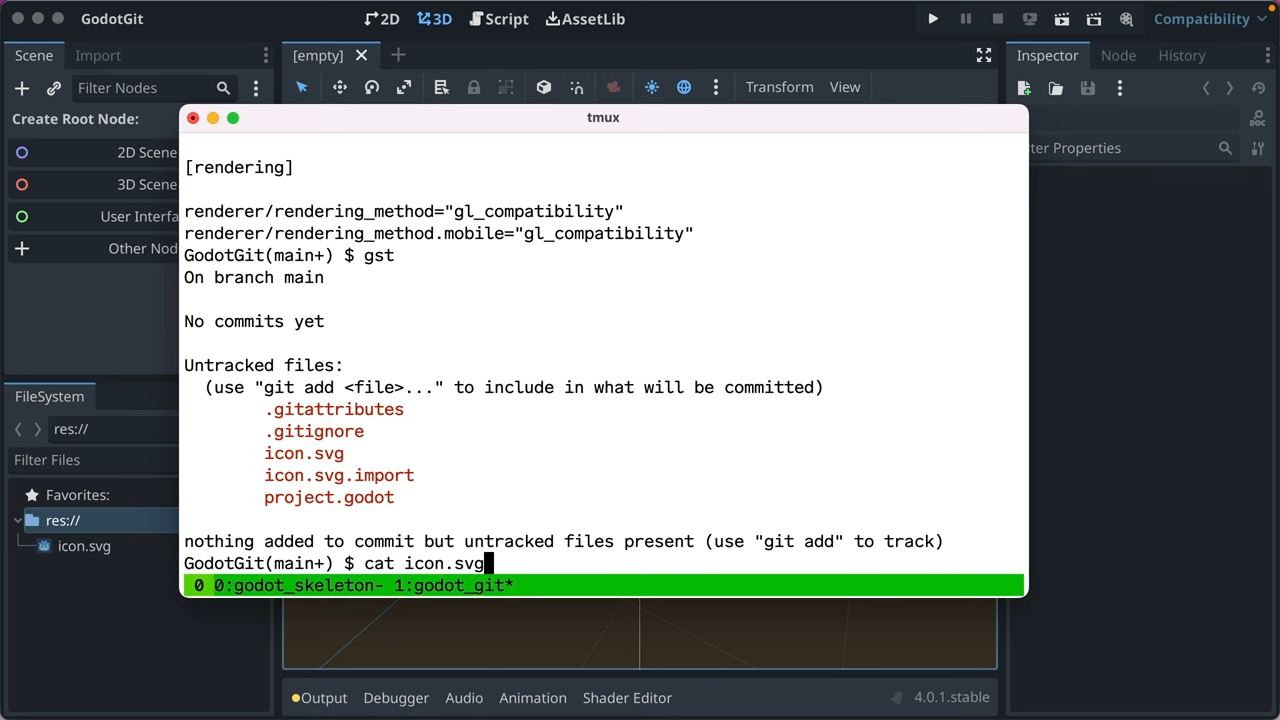 GodotGit
2D 3D Script AssetLib
Compatibility
Scene Import
[empty]
Inspector Node History
Filter Nodes
Transform View
Create Root Node:
tmux
2D Scene
3D Scene
User Interfa
Other Nod
ter Properties
DOC
[rendering]
renderer/rendering_method="gl_compatibility"
renderer/rendering_method.mobile="gl_compatibility"
GodotGit(main+) $ gst
On branch main
No commits yet
Untracked files:
(use "git add <file>..." to include in what will be committed)
.gitattributes
.gitignore
icon.svg
icon.svg.import
project.godot
nothing added to commit but untracked files present (use "git add" to track)
GodotGit(main+) $ cat icon.svg
0 0:godot_skeleton- 1:godot_git*
FileSystem
res://
Filter Files
Favorites:
res://
icon.svg
Output Debugger Audio Animation Shader Editor
4.0.1.stable